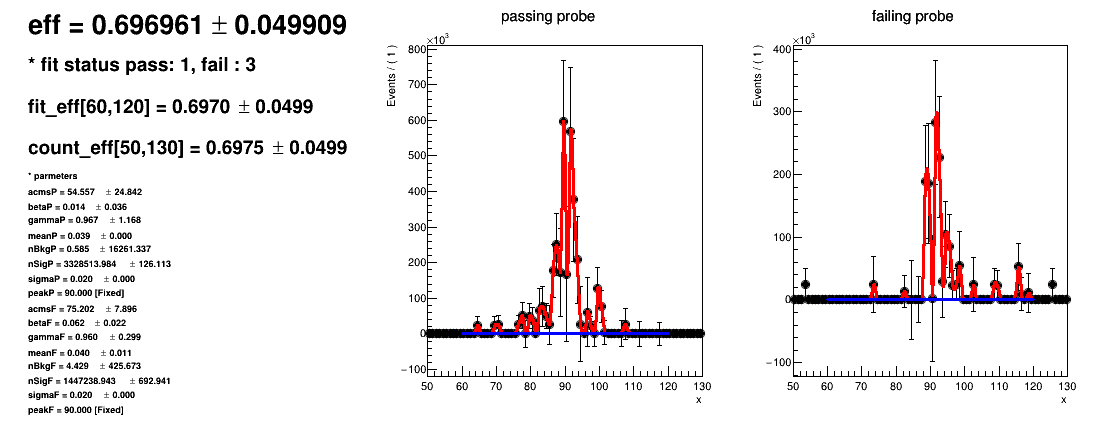 eff = 0.696961 ± 0.049909
* fit status pass: 1, fail : 3
fit_eff[60,120] = 0.6970 ± 0.0499
count_eff[50,130] = 0.6975 ± 0.0499
* parmeters
acmsP = 54.557 ± 24.842
betaP = 0.014 ± 0.036
gammaP = 0.967 ± 1.168
meanP = 0.039 ± 0.000
nBkgP = 0.585 ± 16261.337
nSigP = 3328513.984 ± 126.113
sigmaP = 0.020 ± 0.000
peakP = 90.000 [Fixed]
acmsF = 75.202 ± 7.896
betaF = 0.062 ± 0.022
gammaF = 0.960 ± 0.299
meanF = 0.040 ± 0.011
nBkgF = 4.429 ± 425.673
nSigF = 1447238.943 ± 692.941
sigmaF = 0.020 ± 0.000
peakF = 90.000 [Fixed]
passing probe
×10³
Events / ( 1 )
800
700
600
500
400
300
200
100
0
−100
50 60 70 80 90 100 110 120 130
x
failing probe
×10³
Events / ( 1 )
400
300
200
100
0
−100
50 60 70 80 90 100 110 120 130
x